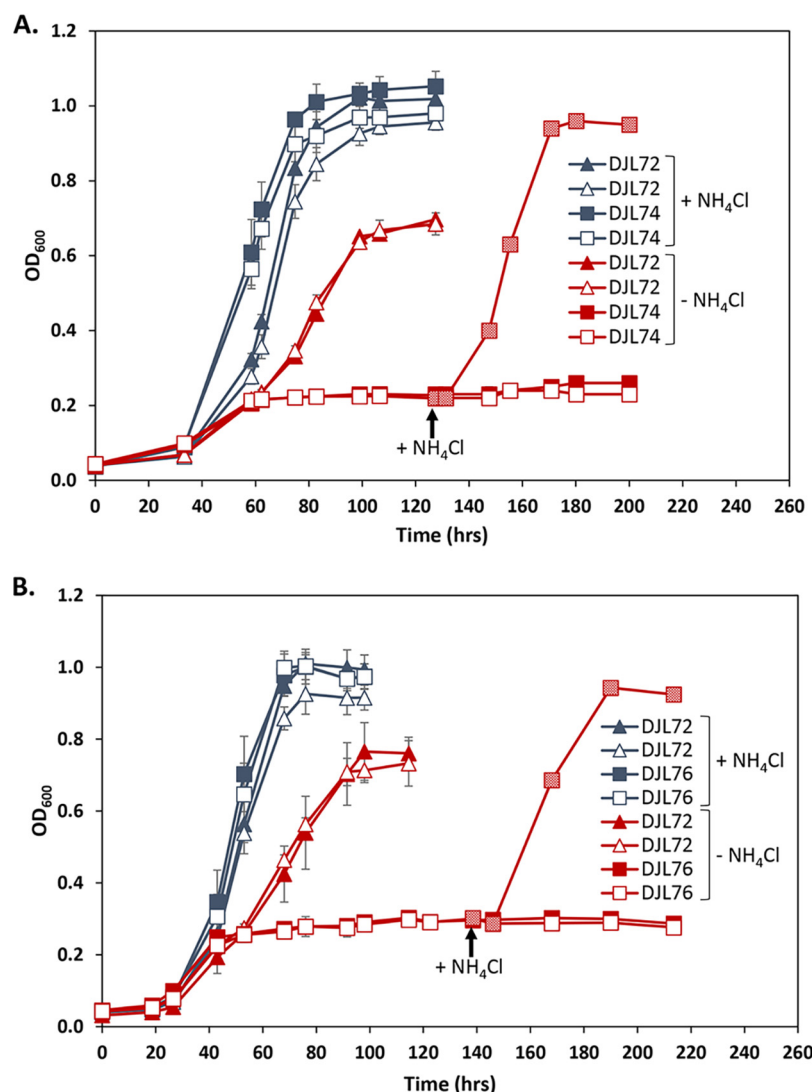 A.
1.2
1.0
0.8
0.6
0.4
0.2
0.0
OD₆₀₀
0 20 40 60 80 100 120 140 160 180 200 220 240 260
Time (hrs)
DJL72
DJL72
DJL74
DJL74
+ NH₄Cl
DJL72
DJL72
DJL74
DJL74
- NH₄Cl
+ NH₄Cl
B.
1.2
1.0
0.8
0.6
0.4
0.2
0.0
OD₆₀₀
0 20 40 60 80 100 120 140 160 180 200 220 240 260
Time (hrs)
DJL72
DJL72
DJL76
DJL76
+ NH₄Cl
DJL72
DJL72
DJL76
DJL76
- NH₄Cl
+ NH₄Cl